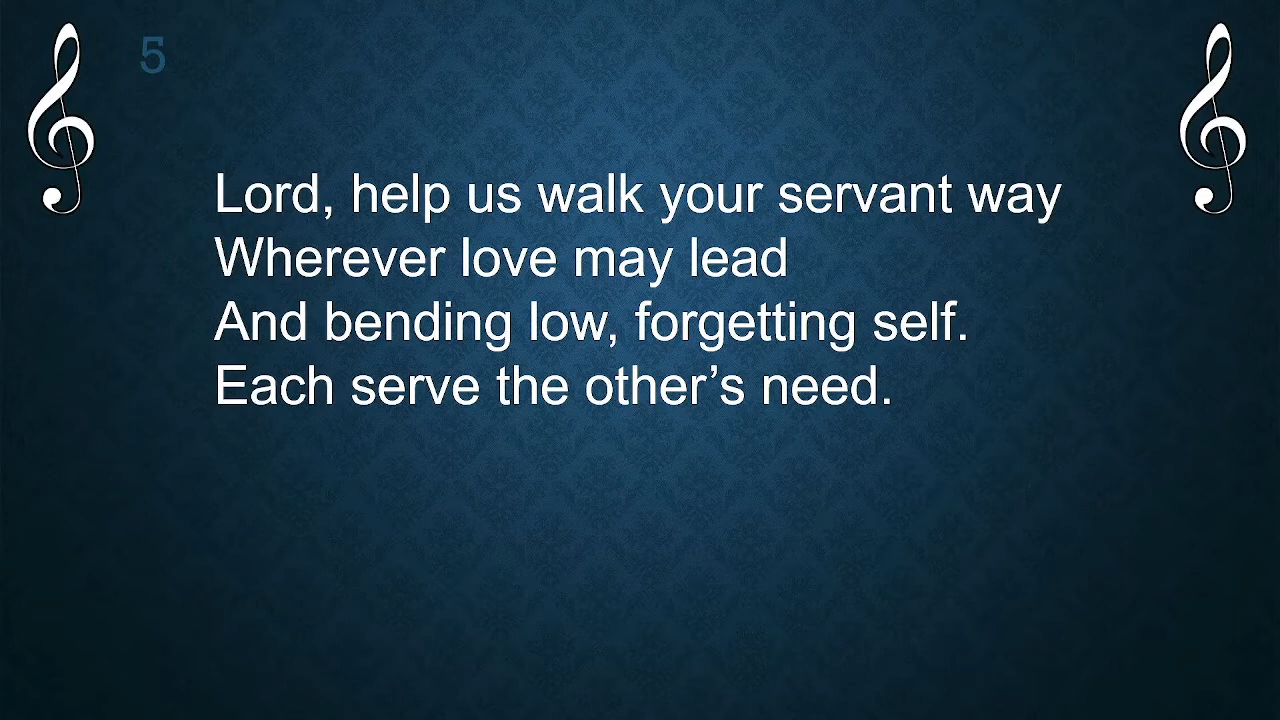 5
Lord, help us walk your servant way
Wherever love may lead
And bending low, forgetting self.
Each serve the other’s need.